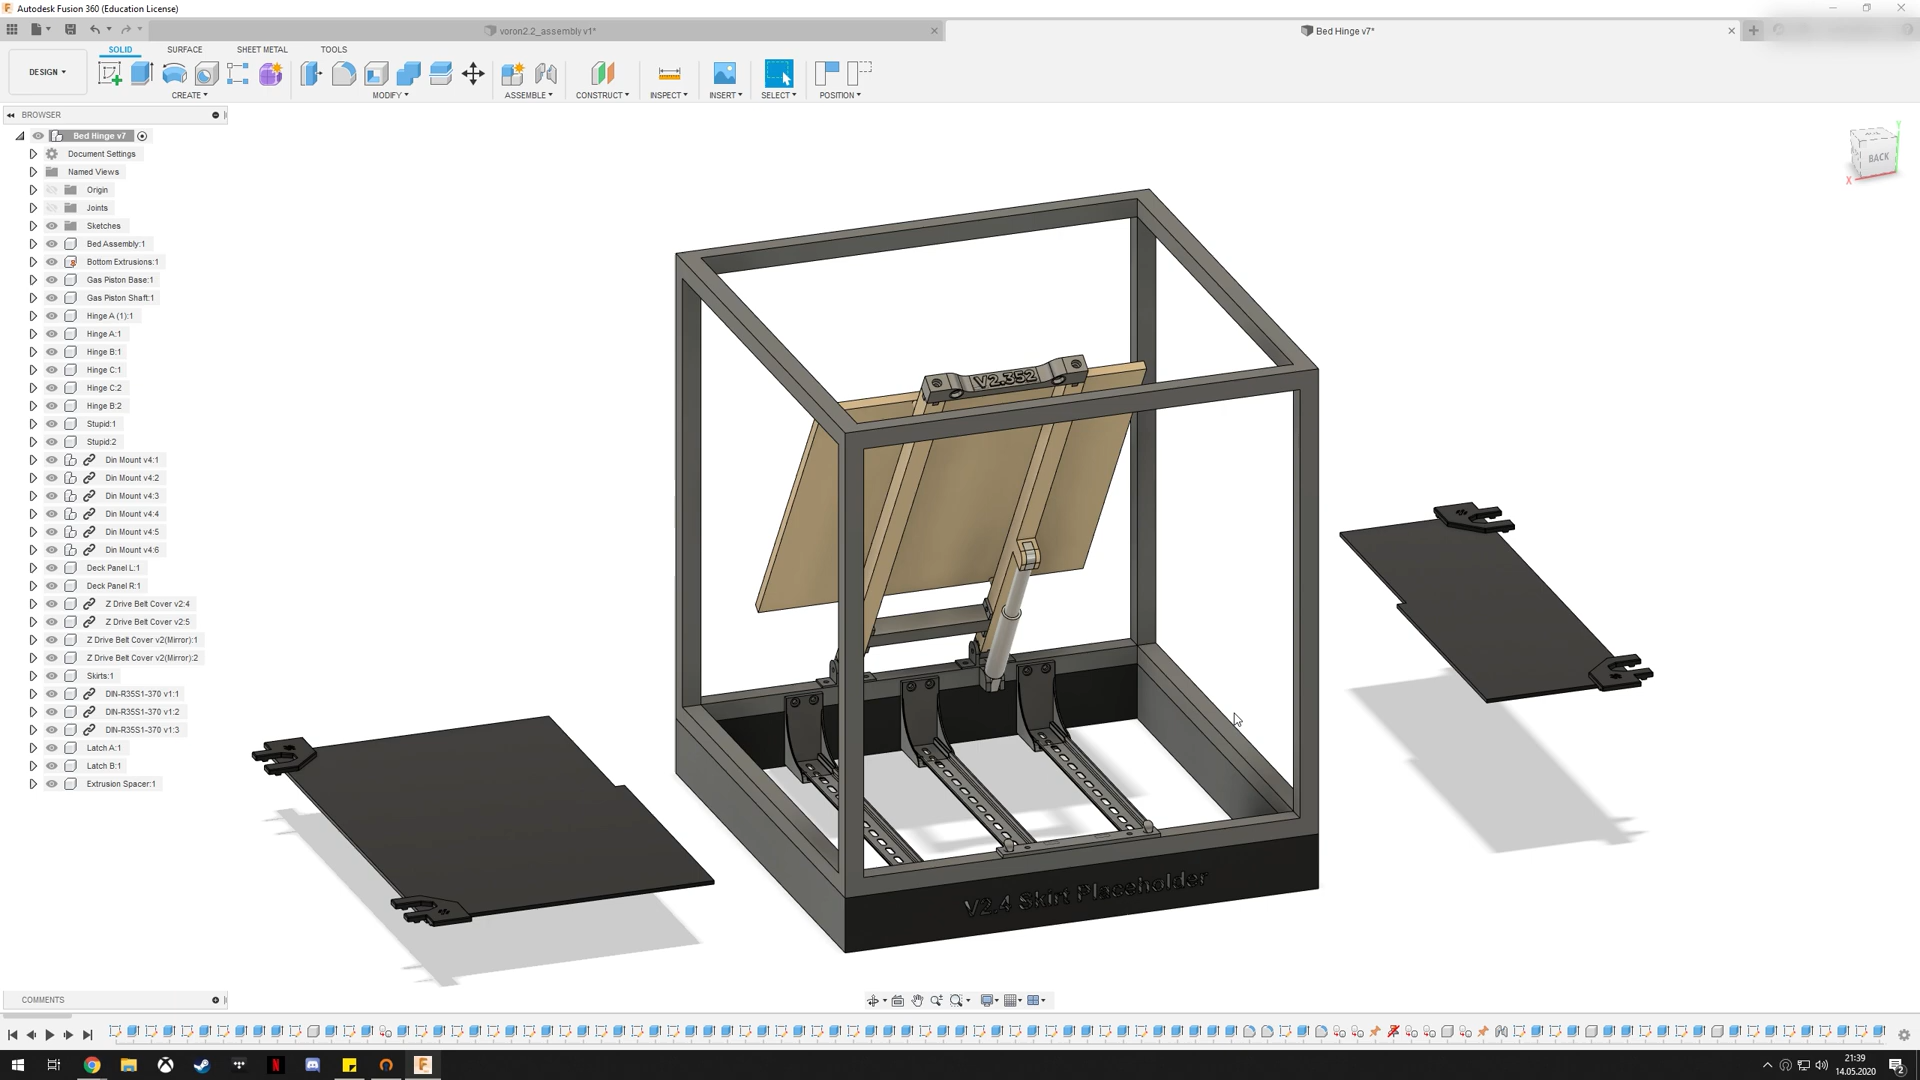 Autodesk Fusion 360 (Education License)
voron2.2_assembly v1*
Bed Hinge v7*
SOLID
SURFACE
SHEET METAL
TOOLS
DESIGN
CREATE
MODIFY
ASSEMBLE
CONSTRUCT
INSPECT
INSERT
SELECT
POSITION
BROWSER
Bed Hinge v7
Document Settings
Named Views
Origin
Joints
Sketches
Bed Assembly:1
Bottom Extrusions:1
Gas Piston Base:1
Gas Piston Shaft:1
Hinge A (1):1
Hinge A:1
Hinge B:1
Hinge C:1
Hinge C:2
Hinge B:2
Stupid:1
Stupid:2
Din Mount v4:1
Din Mount v4:2
Din Mount v4:3
Din Mount v4:4
Din Mount v4:5
Din Mount v4:6
Deck Panel L:1
Deck Panel R:1
Z Drive Belt Cover v2:4
Z Drive Belt Cover v2:5
Z Drive Belt Cover v2(Mirror):1
Z Drive Belt Cover v2(Mirror):2
Skirts:1
DIN-R35S1-370 v1:1
DIN-R35S1-370 v1:2
DIN-R35S1-370 v1:3
Latch A:1
Latch B:1
Extrusion Spacer:1
Y
BACK
X
V2.352
V2.4 Skirt Placeholder
COMMENTS
21:39
14.05.2020
2